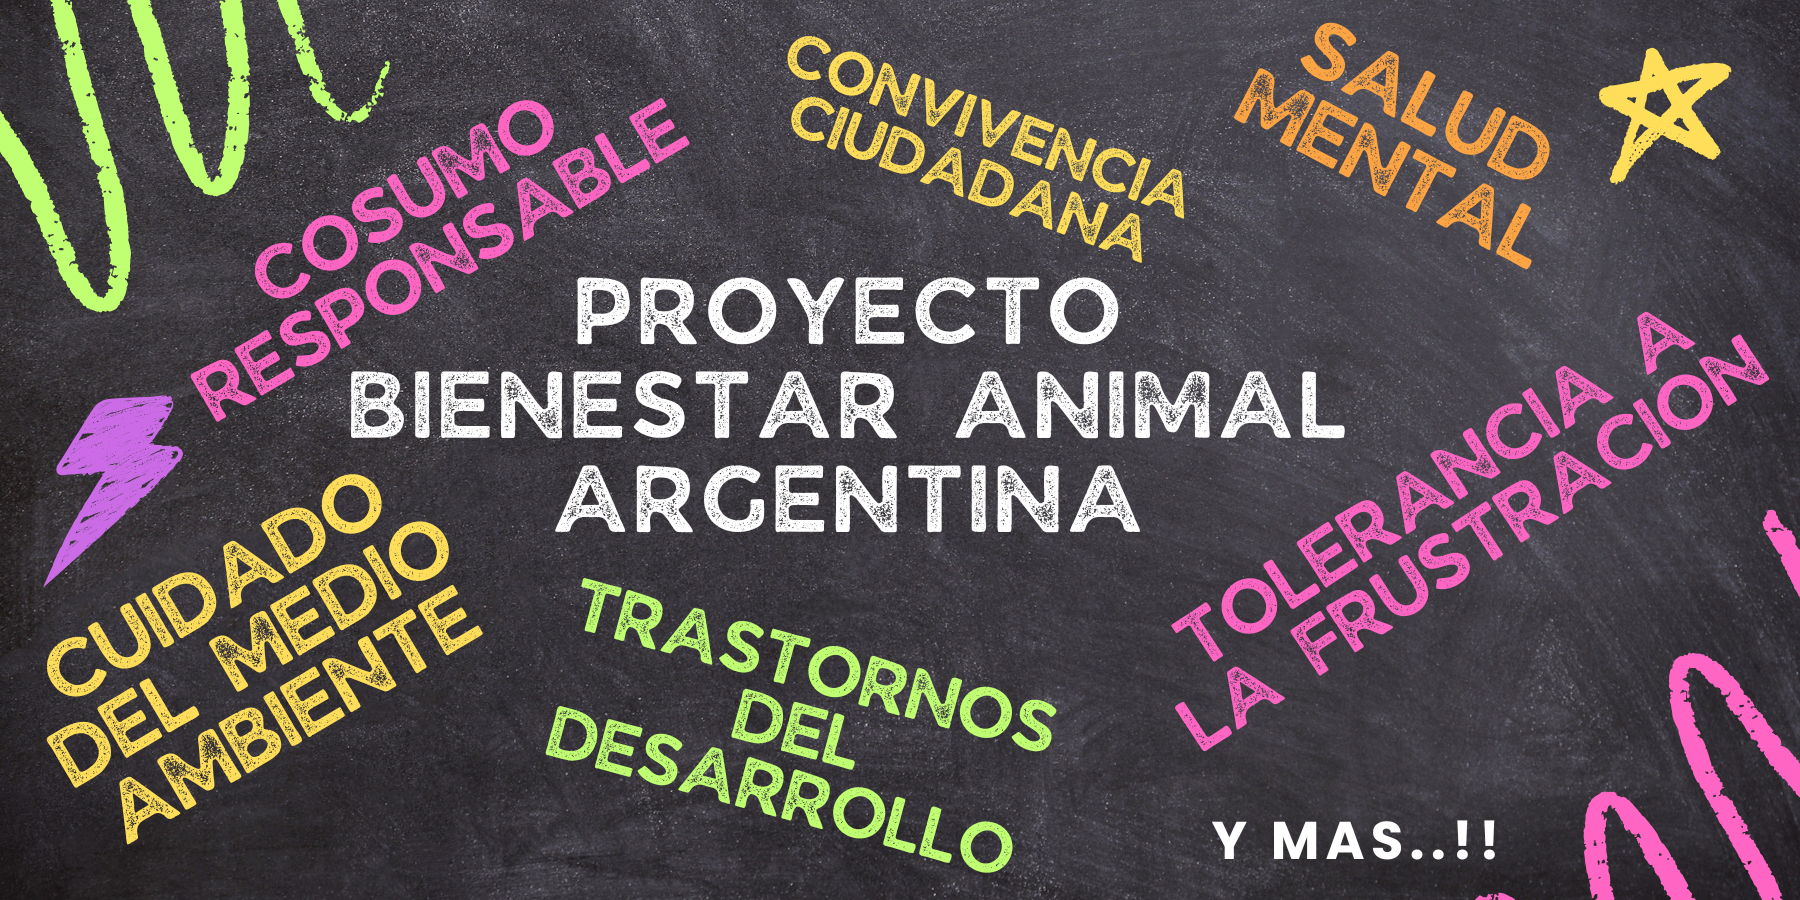 COSUMO
RESPONSABLE
CONVIVENCIA
CIUDADANA
SALUD
MENTAL
PROYECTO
BIENESTAR ANIMAL
ARGENTINA
CUIDADO
DEL MEDIO
AMBIENTE
TRASTORNOS
DEL
DESARROLLO
TOLERANCIA A
LA FRUSTRACION
Y MAS..!!